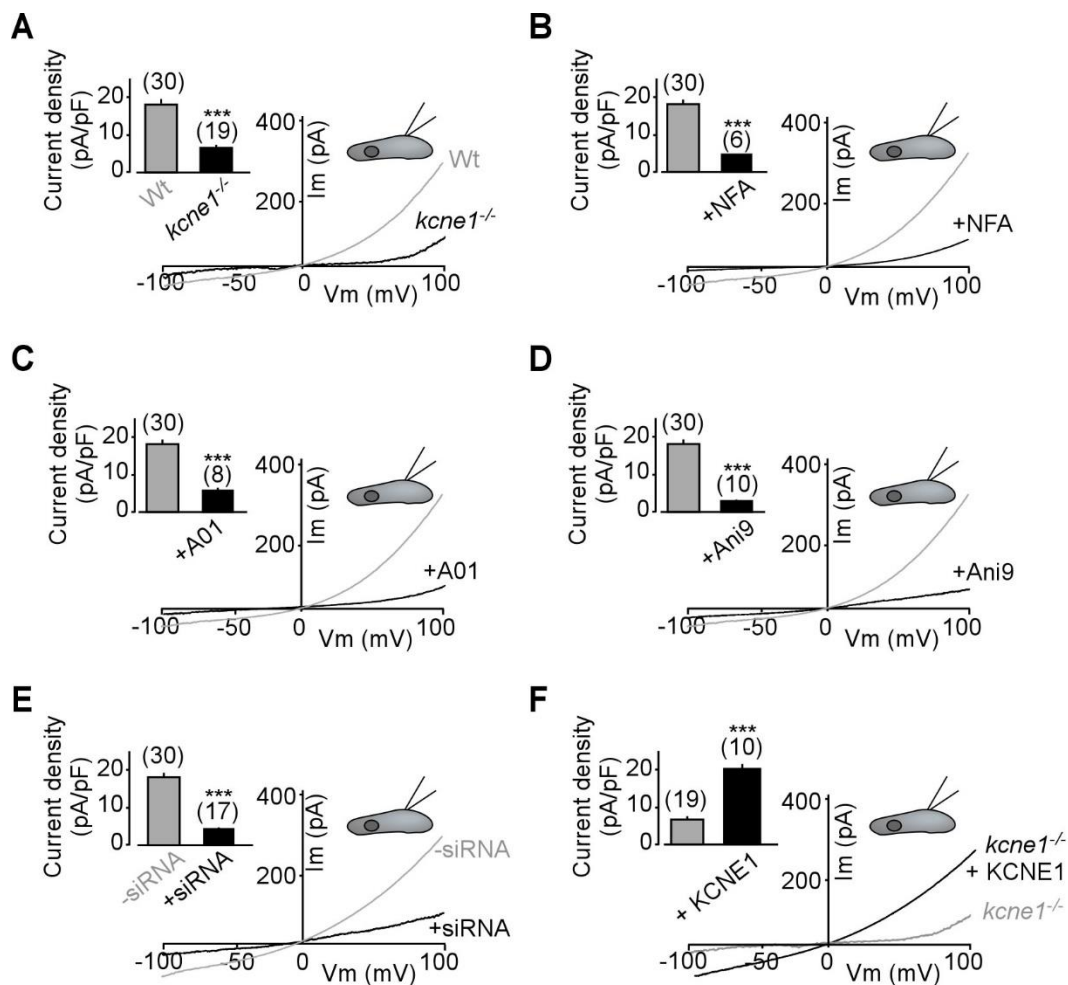 A
Current density
(pA/pF)
20
10
0
(30)
***
(19)
Wt
kcne1-/-
400
200
Im (pA)
Wt
kcne1-/-
-100
-50
0
100
Vm (mV)
B
Current density
(pA/pF)
20
10
0
(30)
***
(6)
+NFA
400
200
Im (pA)
+NFA
-100
-50
0
100
Vm (mV)
C
Current density
(pA/pF)
20
10
0
(30)
***
(8)
+A01
400
200
Im (pA)
+A01
-100
-50
0
100
Vm (mV)
D
Current density
(pA/pF)
20
10
0
(30)
***
(10)
+Ani9
400
200
Im (pA)
+Ani9
-100
-50
0
100
Vm (mV)
E
Current density
(pA/pF)
20
10
0
(30)
***
(17)
-siRNA
+siRNA
400
200
Im (pA)
-siRNA
+siRNA
-100
-50
0
100
Vm (mV)
F
Current density
(pA/pF)
20
10
0
(19)
***
(10)
+ KCNE1
400
200
Im (pA)
kcne1-/-
+ KCNE1
kcne1-/-
-100
-50
0
100
Vm (mV)